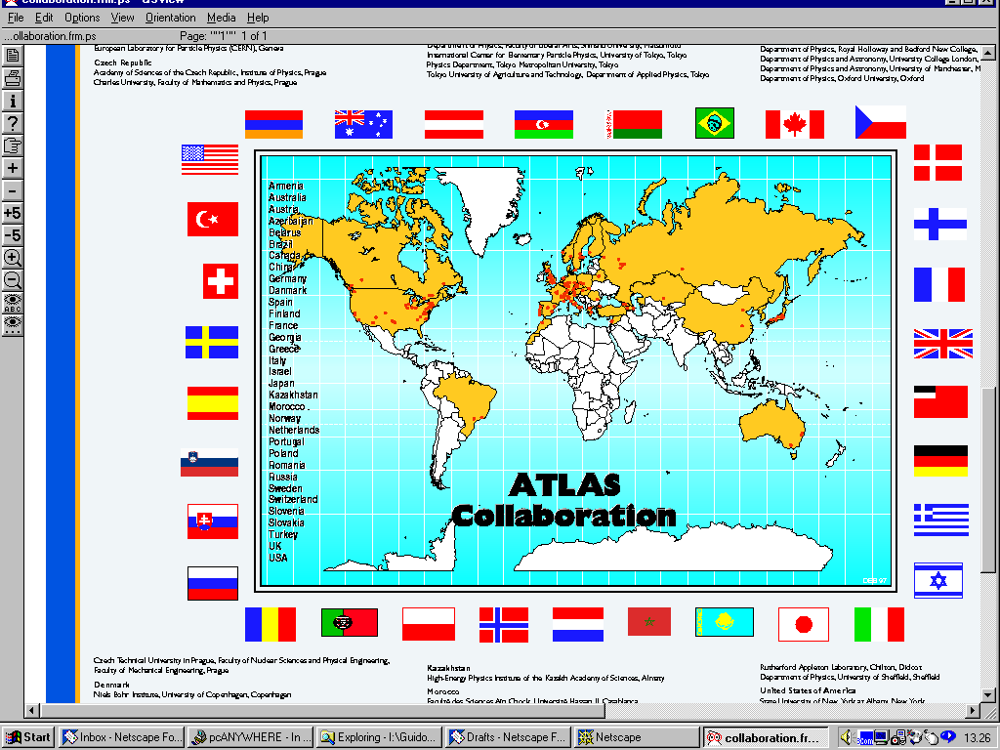 collaboration.frm.ps - GSview
File Edit Options View Orientation Media Help
...ollaboration.frm.ps Page: ""1"" 1 of 1
European Laboratory for Particle Physics (CERN), Geneva
Czech Republic
Academy of Sciences of the Czech Republic, Institute of Physics, Prague
Charles University, Faculty of Mathematics and Physics, Prague
Department of Physics, Faculty of Liberal Arts, Shinshu University, Matsumoto
International Center for Elementary Particle Physics, University of Tokyo, Tokyo
Physics Department, Tokyo Metropolitan University, Tokyo
Tokyo University of Agriculture and Technology, Department of Applied Physics, Tokyo
Department of Physics, Royal Holloway and Bedford New College,
Department of Physics and Astronomy, University College London,
Department of Physics and Astronomy, University of Manchester, M
Department of Physics, Oxford University, Oxford
+
-
+5
-5
ABC
Armenia
Australia
Austria
Azerbaijan
Belarus
Brazil
Canada
China
Germany
Denmark
Spain
Finland
France
Georgia
Greece
Italy
Israel
Japan
Kazakhstan
Morocco
Norway
Netherlands
Portugal
Poland
Romania
Russia
Sweden
Switzerland
Slovenia
Slovakia
Turkey
UK
USA
ATLAS
Collaboration
Czech Technical University in Prague, Faculty of Nuclear Sciences and Physical Engineering,
Faculty of Mechanical Engineering, Prague
Denmark
Niels Bohr Institute, University of Copenhagen, Copenhagen
Kazakhstan
High-Energy Physics Institute of the Kazakh Academy of Sciences, Almaty
Morocco
Faculté des Sciences Aïn Chock, Université Hassan II, Casablanca
Rutherford Appleton Laboratory, Chilton, Didcot
Department of Physics, University of Sheffield, Sheffield
United States of America
State University of New York at Albany, New York
Start Inbox - Netscape Fo... pcANYWHERE - In ... Exploring - I:\Guido... Drafts - Netscape F... Netscape collaboration.fr... 13.26